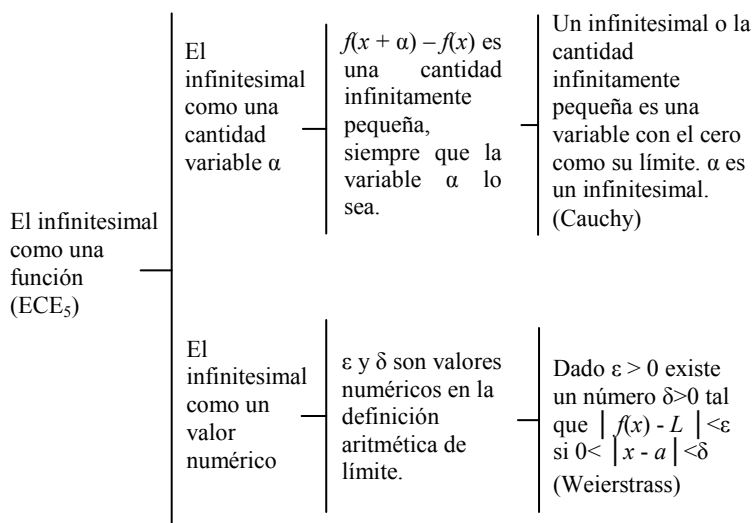 El infinitesimal
como una
función
(ECE₅)
El
infinitesimal
como una
cantidad
variable α
f(x + α) – f(x) es
una cantidad
infinitamente
pequeña,
siempre que la
variable α lo
sea.
Un infinitesimal o la
cantidad
infinitamente
pequeña es una
variable con el cero
como su límite. α es
un infinitesimal.
(Cauchy)
El
infinitesimal
como un
valor
numérico
ε y δ son valores
numéricos en la
definición
aritmética de
límite.
Dado ε > 0 existe
un número δ>0 tal
que | f(x) - L | <ε
si 0< | x - a | <δ
(Weierstrass)